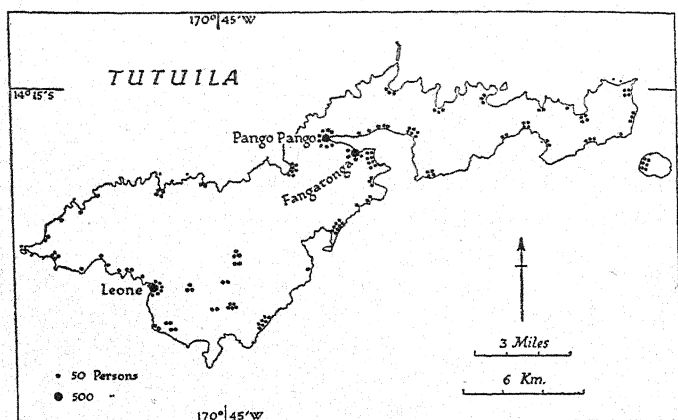 170°45'W
TUTUILA
14°15'S
Pango Pango
Fangatonga
Leone
3 Miles
6 Km.
50 Persons
500 "
170°45'W